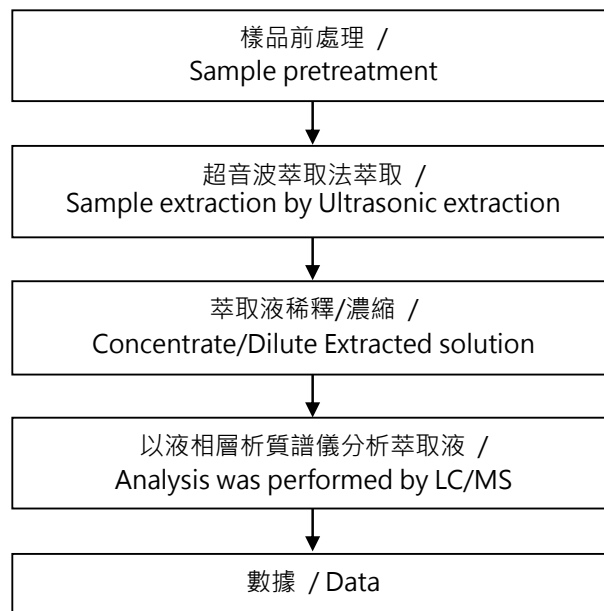 樣品前處理 /
Sample pretreatment
超音波萃取法萃取 /
Sample extraction by Ultrasonic extraction
萃取液稀釋/濃縮 /
Concentrate/Dilute Extracted solution
以液相層析質譜儀分析萃取液 /
Analysis was performed by LC/MS
數據 / Data